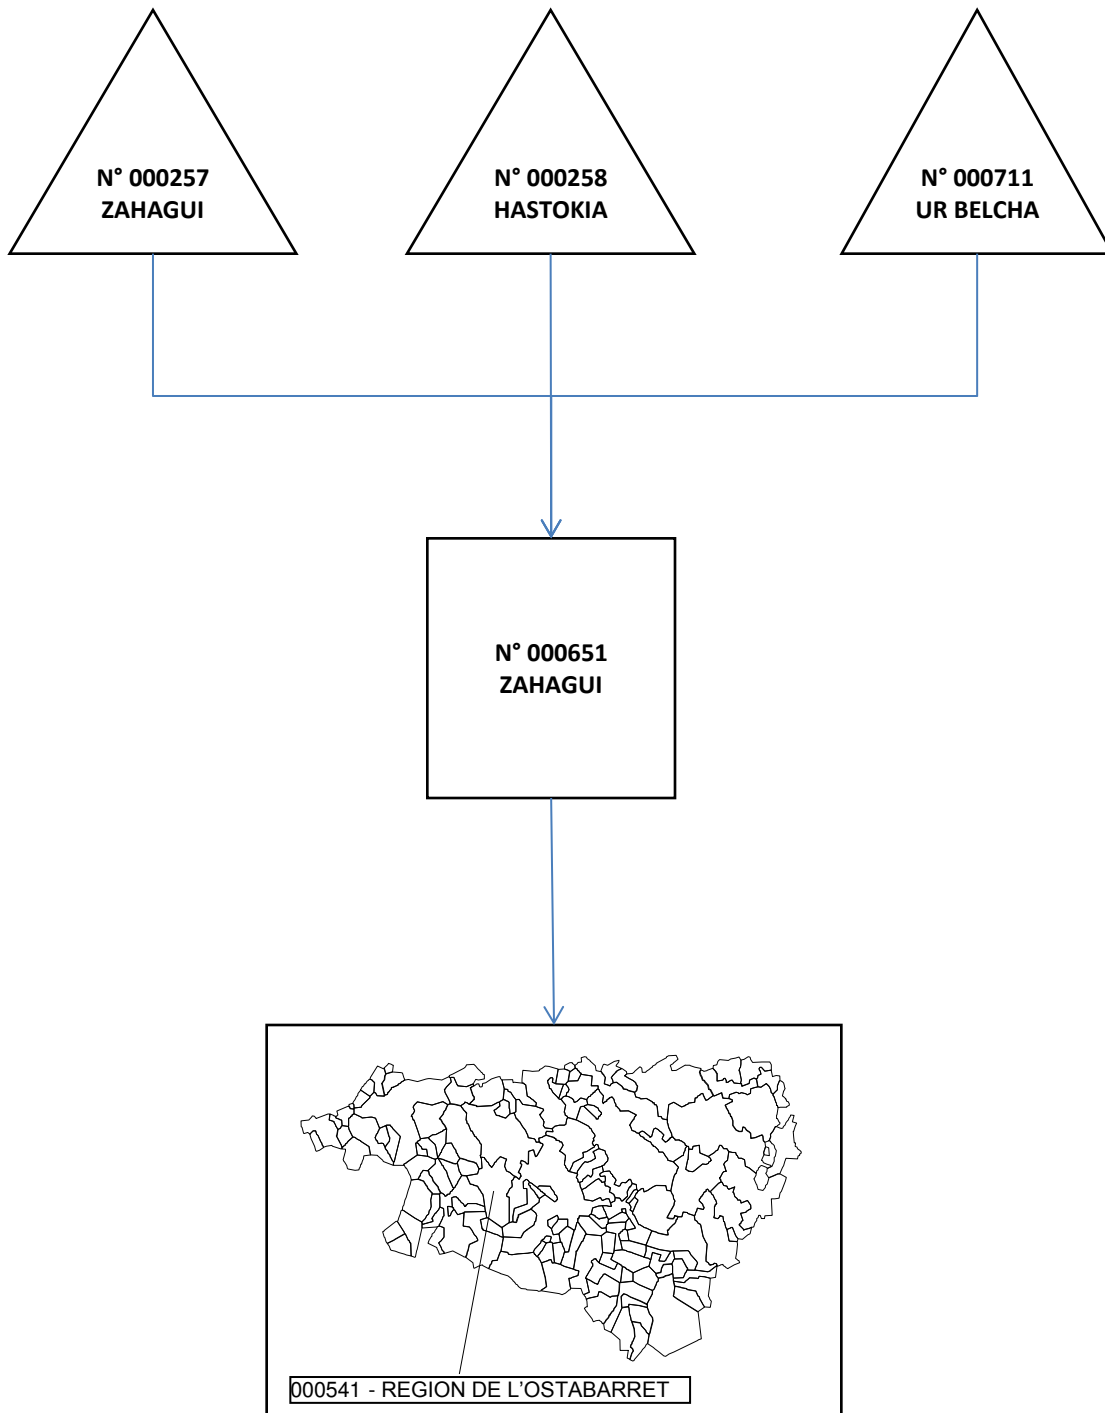 N° 000257
ZAHAGUI
N° 000258
HASTOKIA
N° 000711
UR BELCHA
N° 000651
ZAHAGUI
000541 - REGION DE L'OSTABARRET